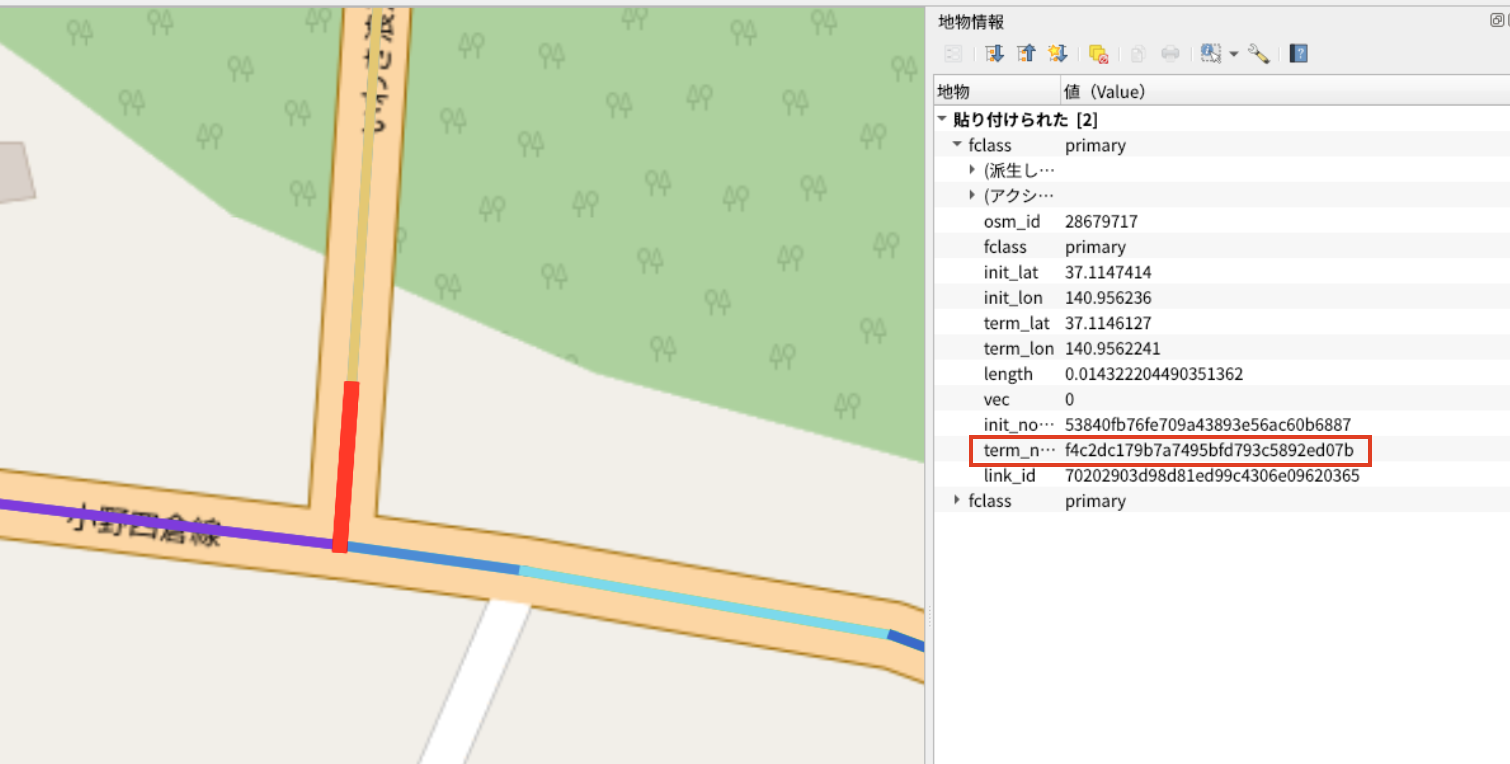 地物情報
地物 値（Value）
貼り付けられた [2]
fclass primary
(派生し…
(アクシ…
osm_id 28679717
fclass primary
init_lat 37.1147414
init_lon 140.956236
term_lat 37.1146127
term_lon 140.9562241
length 0.014322204490351362
vec 0
init_no… 53840fb76fe709a43893e56ac60b6887
term_n… f4c2dc179b7a7495bfd793c5892ed07b
link_id 70202903d98d81ed99c4306e09620365
fclass primary
小野四倉線